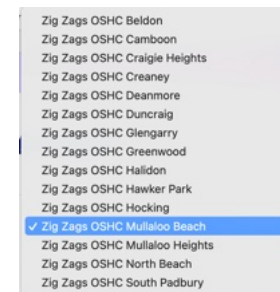 Zig Zags OSHC Beldon
Zig Zags OSHC Camboon
Zig Zags OSHC Craigie Heights
Zig Zags OSHC Creaney
Zig Zags OSHC Deanmore
Zig Zags OSHC Duncraig
Zig Zags OSHC Glengarry
Zig Zags OSHC Greenwood
Zig Zags OSHC Halidon
Zig Zags OSHC Hawker Park
Zig Zags OSHC Hocking
✓ Zig Zags OSHC Mullaloo Beach
Zig Zags OSHC Mullaloo Heights
Zig Zags OSHC North Beach
Zig Zags OSHC South Padbury